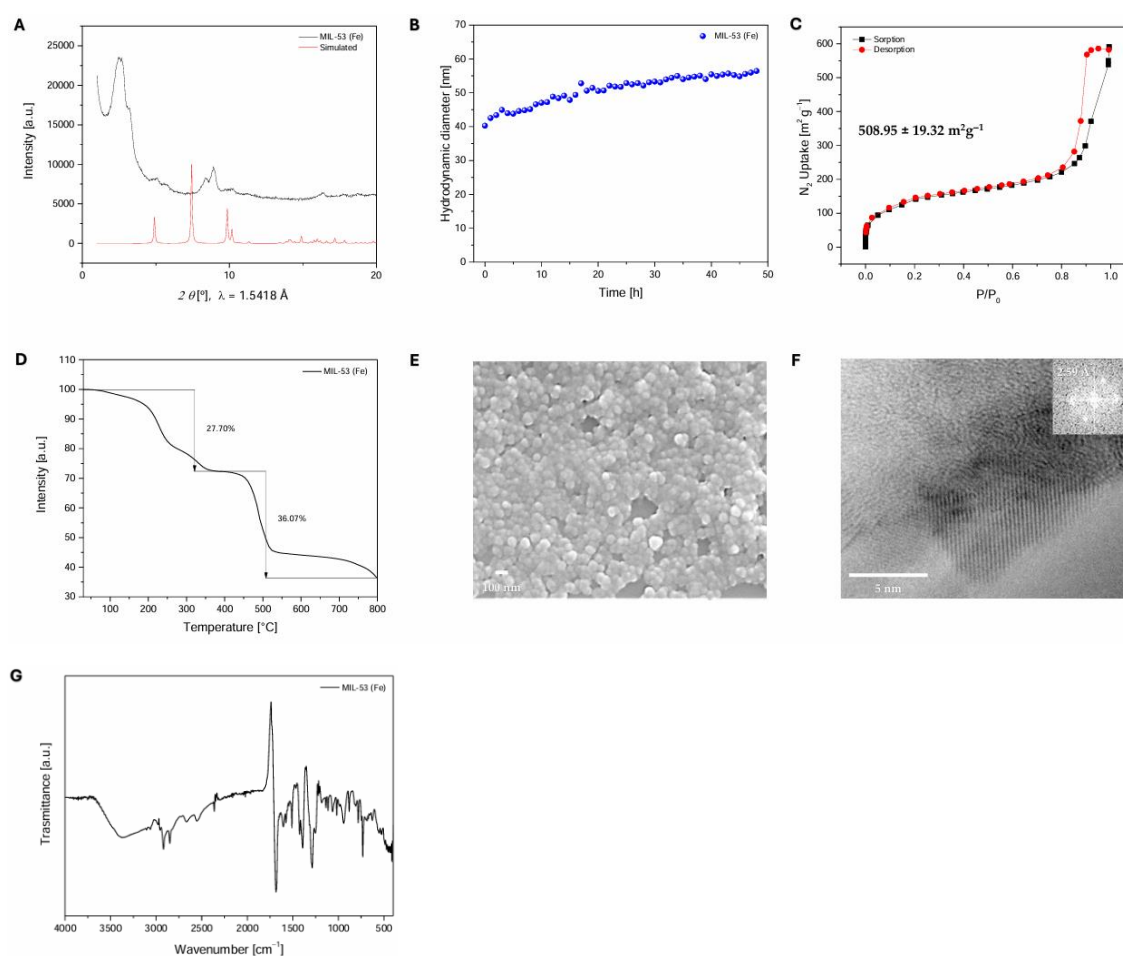 A
MIL-53 (Fe)
Simulated
Intensity [a.u.]
25000
20000
15000
10000
5000
0
0
10
20
2 θ [º], λ = 1.5418 Å
B
MIL-53 (Fe)
Hydrodynamic diameter [nm]
70
60
50
40
30
20
10
0
0
10
20
30
40
50
Time [h]
C
Sorption
Desorption
N2 Uptake [m² g⁻¹]
600
500
400
300
200
100
0
508.95 ± 19.32 m²g⁻¹
0.0
0.2
0.4
0.6
0.8
1.0
P/P0
D
MIL-53 (Fe)
Intensity [a.u.]
110
100
90
80
70
60
50
40
30
27.70%
36.07%
100
200
300
400
500
600
700
800
Temperature [°C]
E
100 nm
F
2.59 Å
5 nm
G
MIL-53 (Fe)
Trasmittance [a.u.]
4000
3500
3000
2500
2000
1500
1000
500
Wavenumber [cm⁻¹]